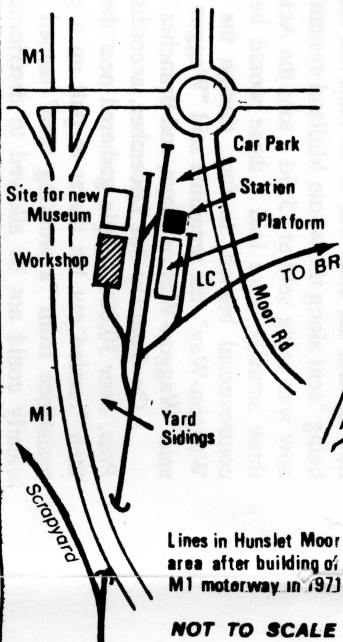 M1
M1
Car Park
Station
Platform
Site for new
Museum
Workshop
LC
TO BR
Moor Rd
M1
Yard
Sidings
Scrapyard
Lines in Hunslet Moor
area after building of
M1 motorway in 1971
NOT TO SCALE